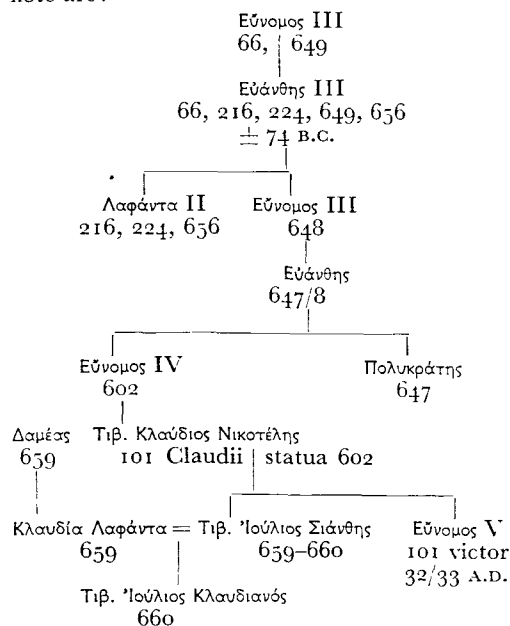 Εὔνομος III
66, 649
Εὐάνθης III
66, 216, 224, 649, 656
± 74 B.C.
Λαφάντα II Εὔνομος III
216, 224, 656 648
Εὐάνθης
647/8
Εὔνομος IV Πολυκράτης
602 647
Δαμέας Τιβ. Κλαύδιος Νικοτέλης
659 101 Claudii statua 602
Κλαυδία Λαφάντα = Τιβ. Ἰούλιος Σιάνθης Εὔνομος V
659 659–660 101 victor
Τιβ. Ἰούλιος Κλαυδιανός 32/33 A.D.
660